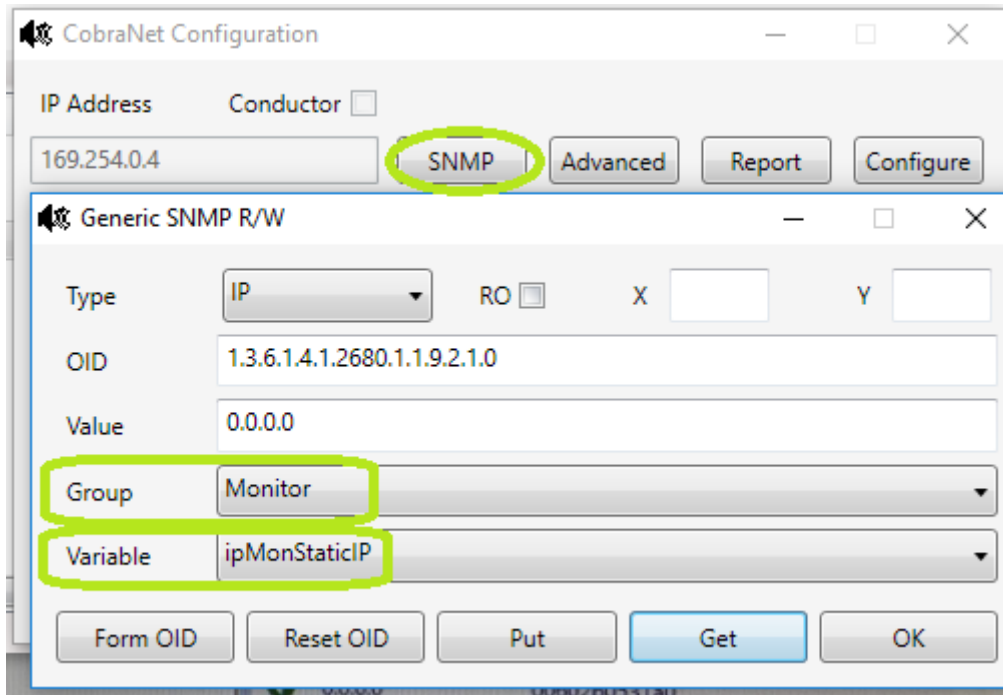 CobraNet Configuration
IP Address Conductor
169.254.0.4 SNMP Advanced Report Configure
Generic SNMP R/W
Type IP RO X Y
OID 1.3.6.1.4.1.2680.1.1.9.2.1.0
Value 0.0.0.0
Group Monitor
Variable ipMonStaticIP
Form OID Reset OID Put Get OK